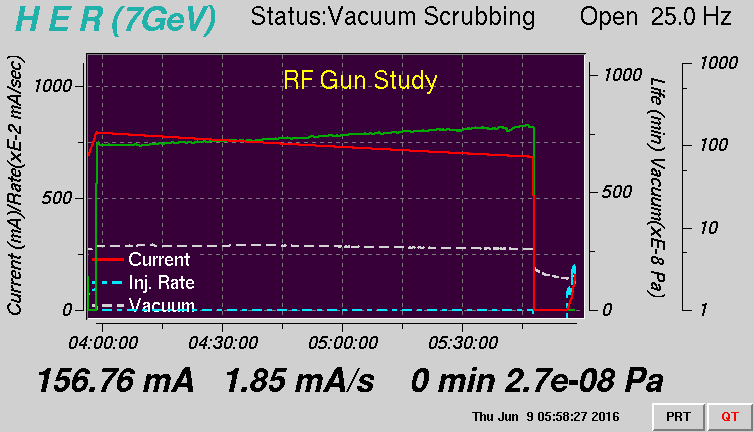 H E R (7GeV) Status:Vacuum Scrubbing Open 25.0 Hz
RF Gun Study
Current (mA)/Rate(xE-2 mA/sec)
1000
500
0
Current
Inj. Rate
Vacuum
1000
500
0
Life (min) Vacuum(xE-8 Pa)
1000
100
10
1
04:00:00 04:30:00 05:00:00 05:30:00
156.76 mA 1.85 mA/s 0 min 2.7e-08 Pa
Thu Jun 9 05:58:27 2016 PRT QT